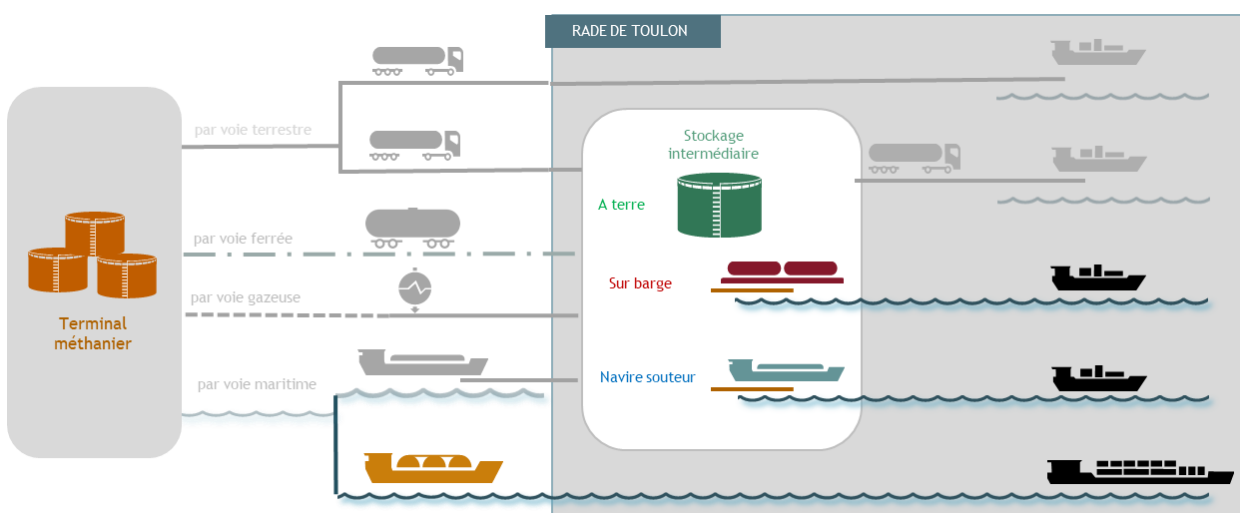 RADE DE TOULON
par voie terrestre
Stockage
intermédiaire
A terre
par voie ferrée
Sur barge
par voie gazeuse
Terminal
méthanier
Navire souteur
par voie maritime